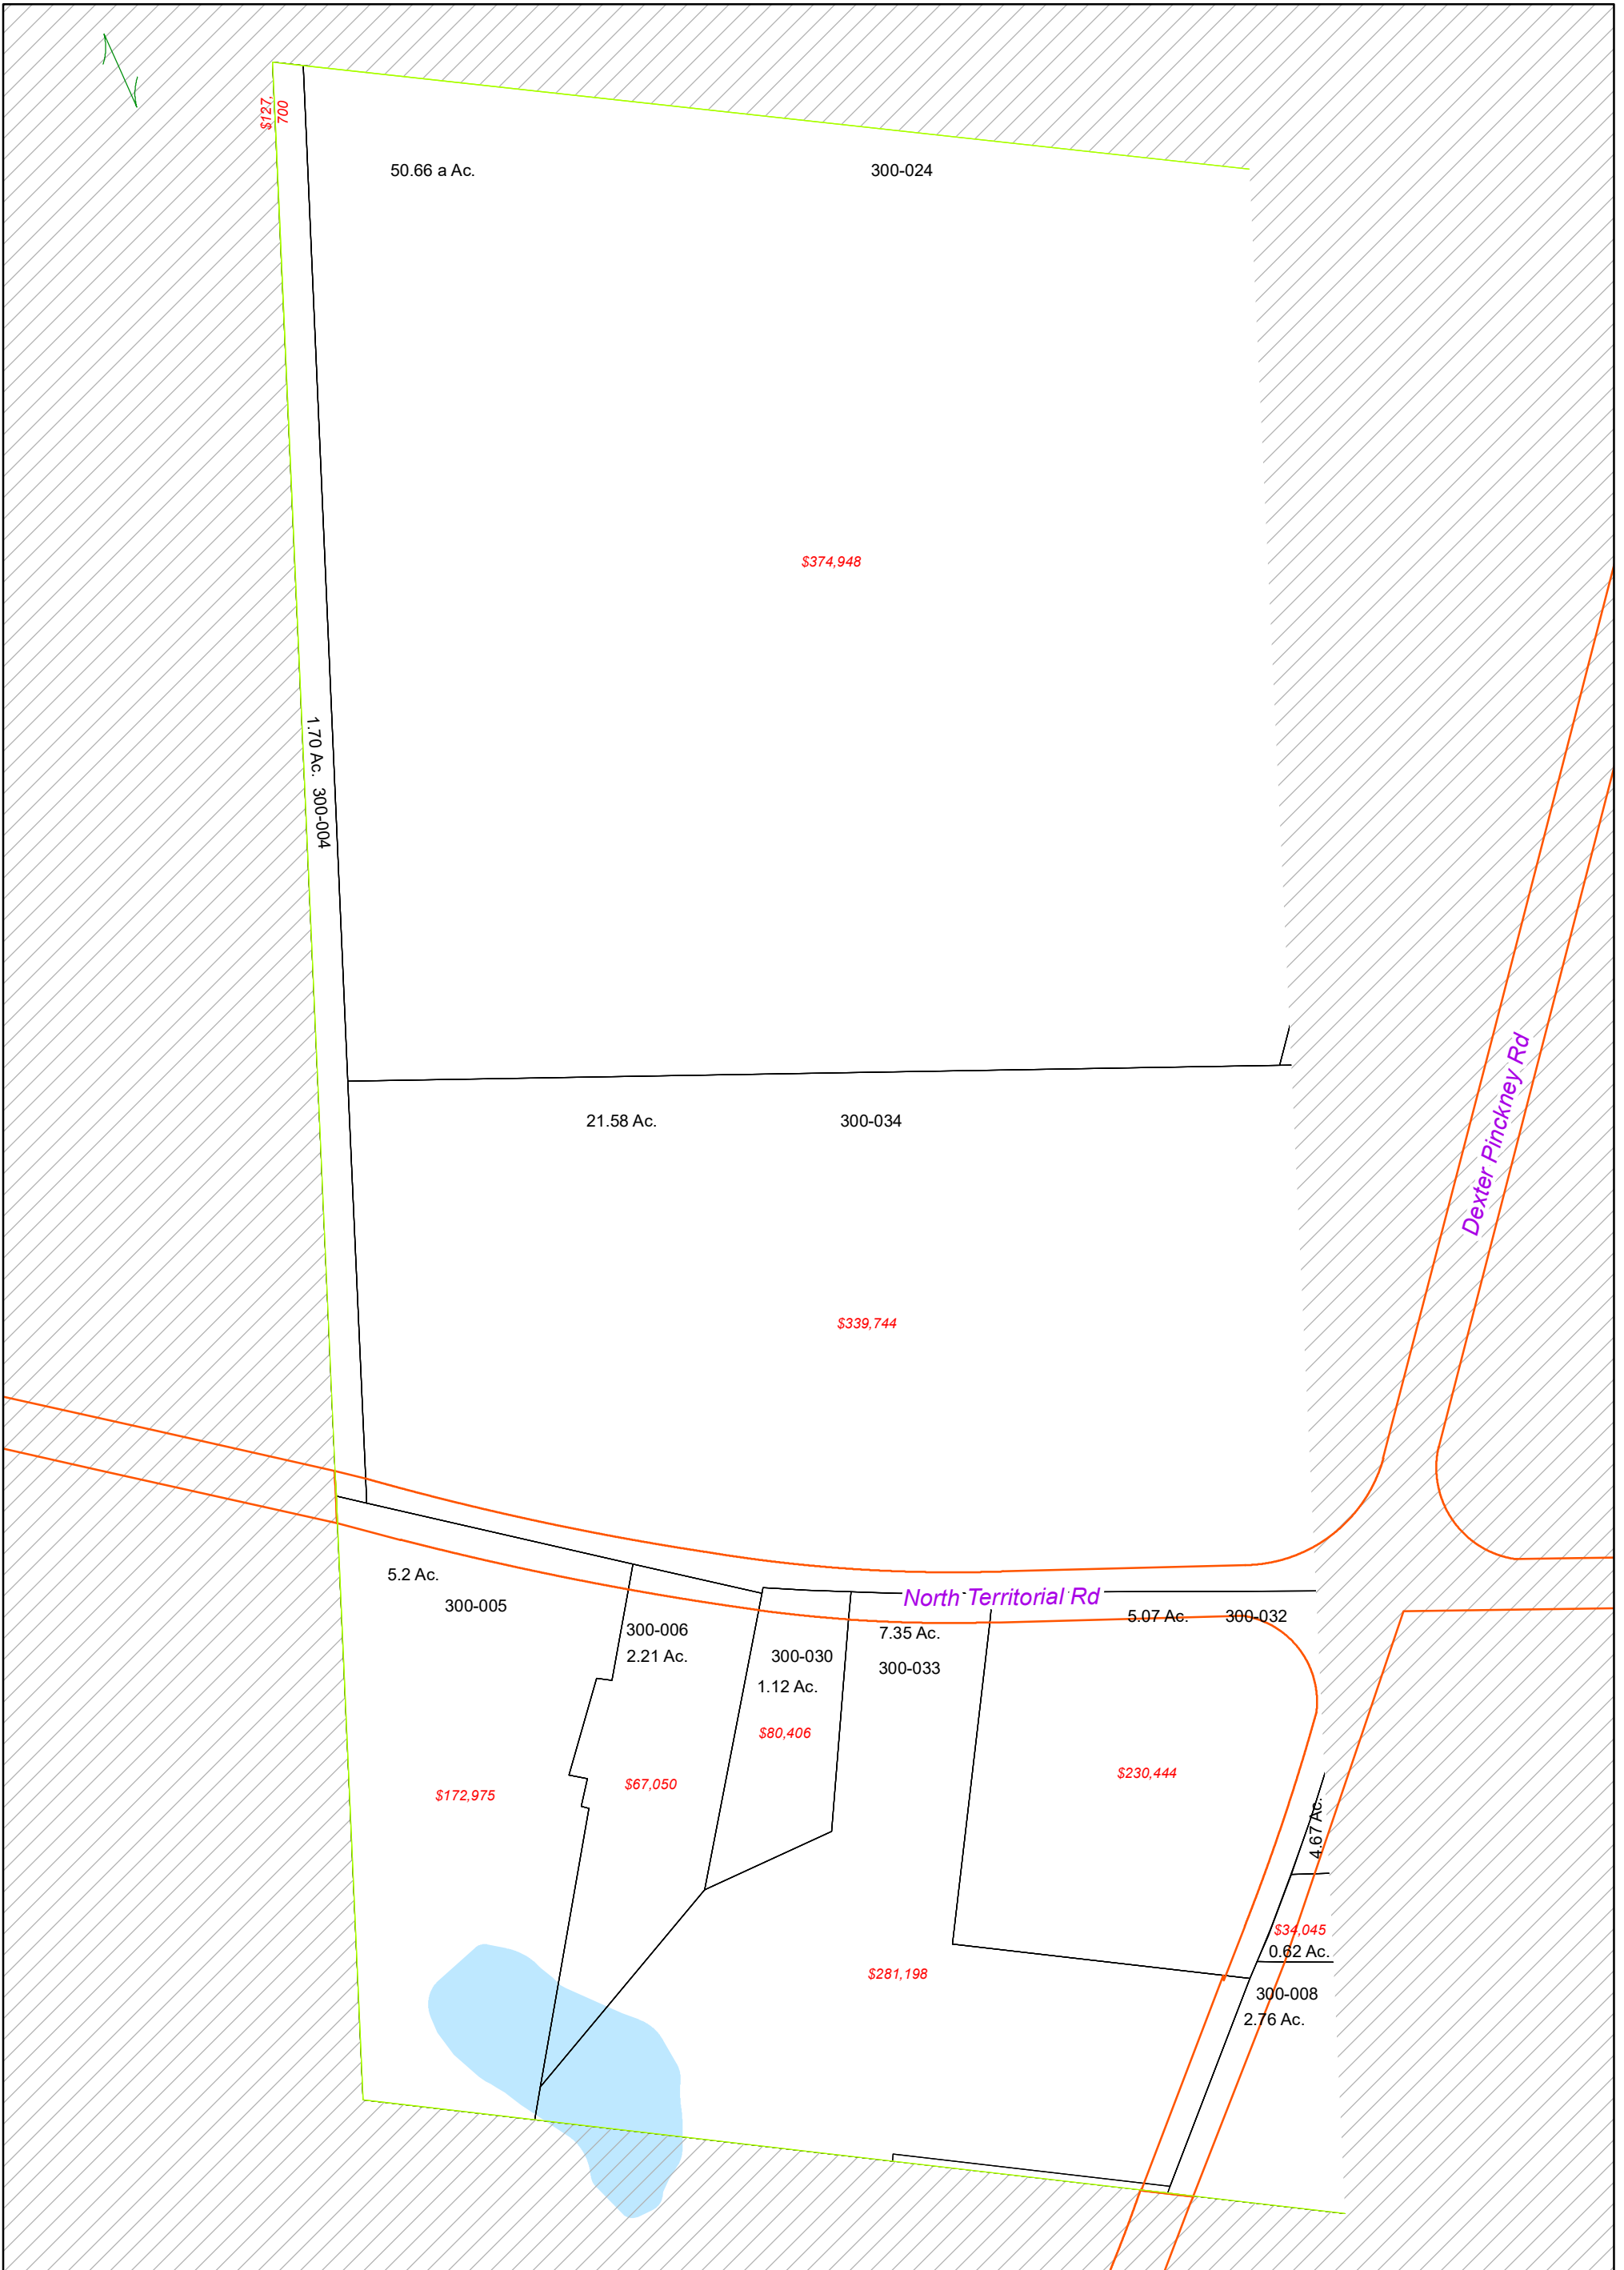 $127,
700
50.66 a Ac.
300-024
$374,948
1.70 Ac.
300-004
Dexter Pinckney Rd
21.58 Ac.
300-034
$339,744
North Territorial Rd
5.2 Ac.
300-005
300-006
2.21 Ac.
300-030
1.12 Ac.
7.35 Ac.
300-033
5.07 Ac.
300-032
$80,406
$67,050
$172,975
$230,444
4.67 Ac.
$34,045
0.62 Ac.
$281,198
300-008
2.76 Ac.